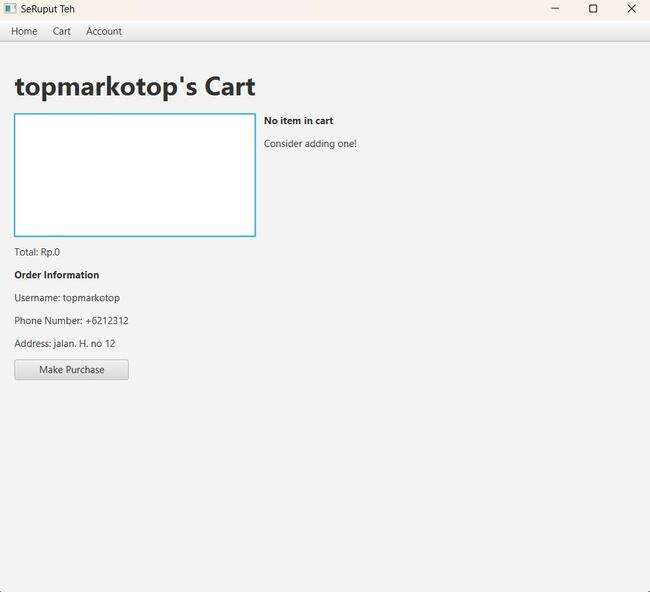 SeRuput Teh
Home Cart Account
topmarkotop's Cart
No item in cart
Consider adding one!
Total: Rp.0
Order Information
Username: topmarkotop
Phone Number: +6212312
Address: jalan. H. no 12
Make Purchase